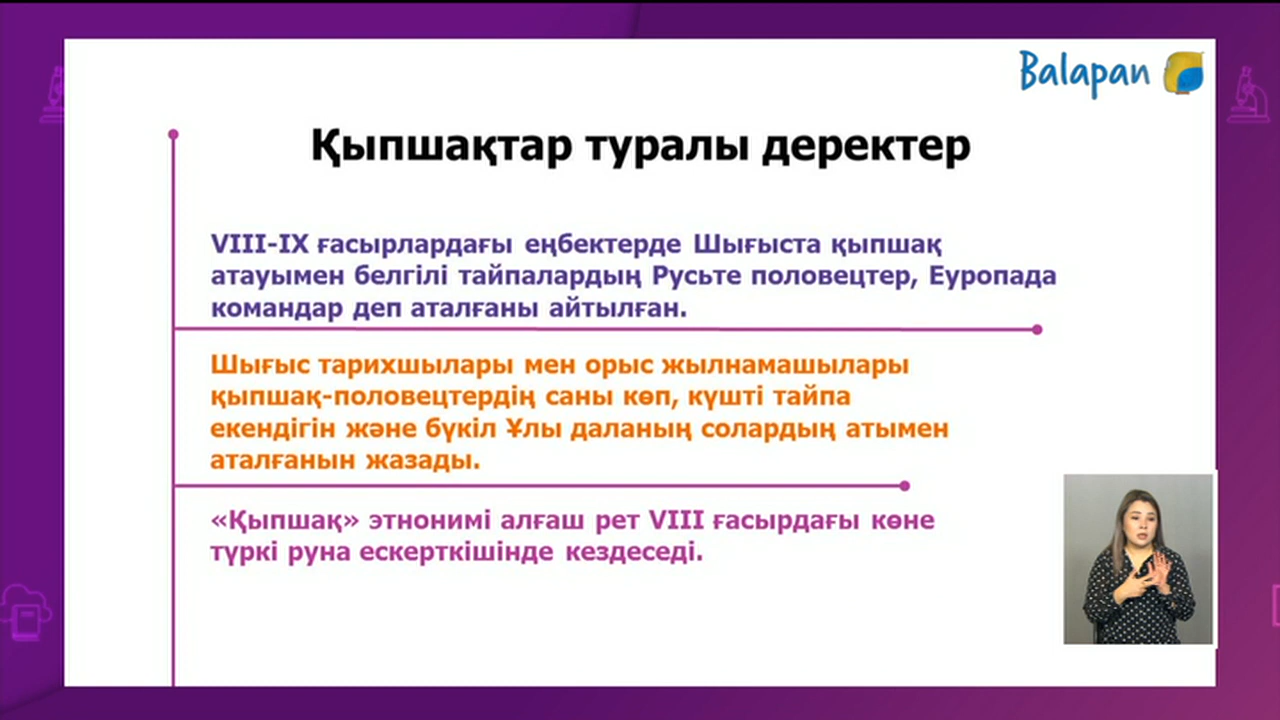 Balapan
Қыпшақтар туралы деректер
VIII-IX ғасырлардағы еңбектерде Шығыста қыпшақ
атауымен белгілі тайпалардың Русьте половецтер, Еуропада
командар деп аталғаны айтылған.
Шығыс тарихшылары мен орыс жылнамашылары
қыпшақ-половецтердің саны көп, күшті тайпа
екендігін және бүкіл Ұлы даланың солардың атымен
аталғанын жазады.
«Қыпшақ» этнонимі алғаш рет VIII ғасырдағы көне
түркі руна ескерткішінде кездеседі.